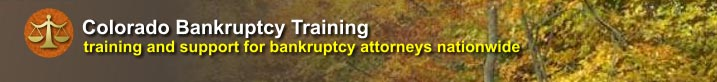 Colorado Bankruptcy Training
training and support for bankruptcy attorneys nationwide